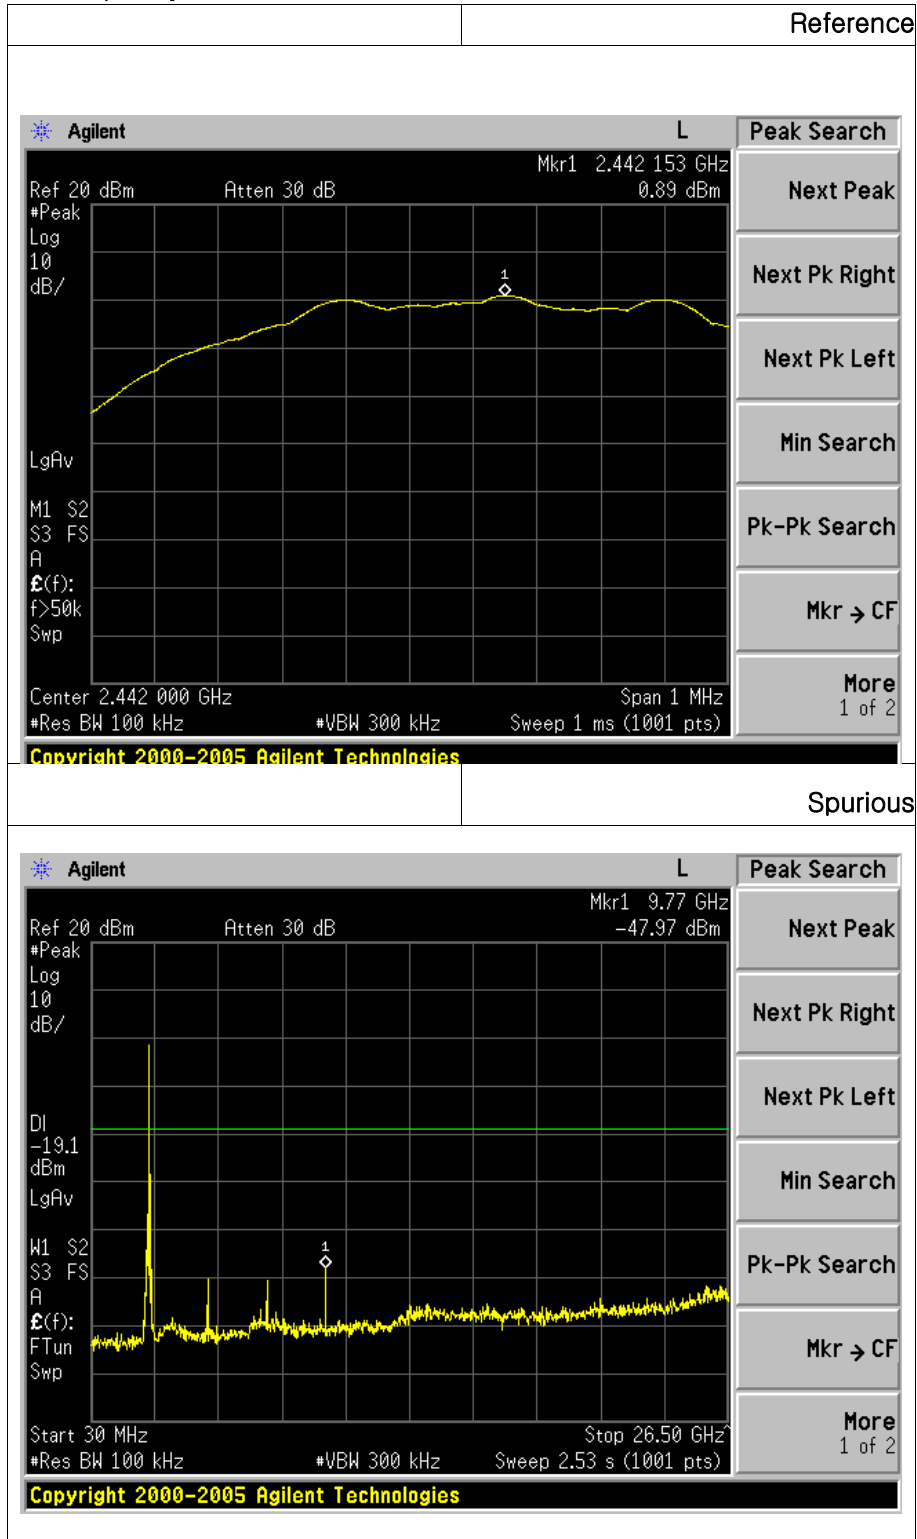 Reference
Agilent L Peak Search
Mkr1 2.442 153 GHz
Ref 20 dBm Atten 30 dB 0.89 dBm
#Peak
Log
10
dB/
1
LgAv
M1 S2
S3 FS
A
£(f):
f>50k
Swp
Center 2.442 000 GHz Span 1 MHz
#Res BW 100 kHz #VBW 300 kHz Sweep 1 ms (1001 pts)
Copyright 2000-2005 Agilent Technologies
Next Peak
Next Pk Right
Next Pk Left
Min Search
Pk-Pk Search
Mkr → CF
More
1 of 2
Spurious
Agilent L Peak Search
Mkr1 9.77 GHz
Ref 20 dBm Atten 30 dB -47.97 dBm
#Peak
Log
10
dB/
DI
-19.1
dBm
LgAv
1
W1 S2
S3 FS
A
£(f):
FTun
Swp
Start 30 MHz Stop 26.50 GHz^
#Res BW 100 kHz #VBW 300 kHz Sweep 2.53 s (1001 pts)
Copyright 2000-2005 Agilent Technologies
Next Peak
Next Pk Right
Next Pk Left
Min Search
Pk-Pk Search
Mkr → CF
More
1 of 2